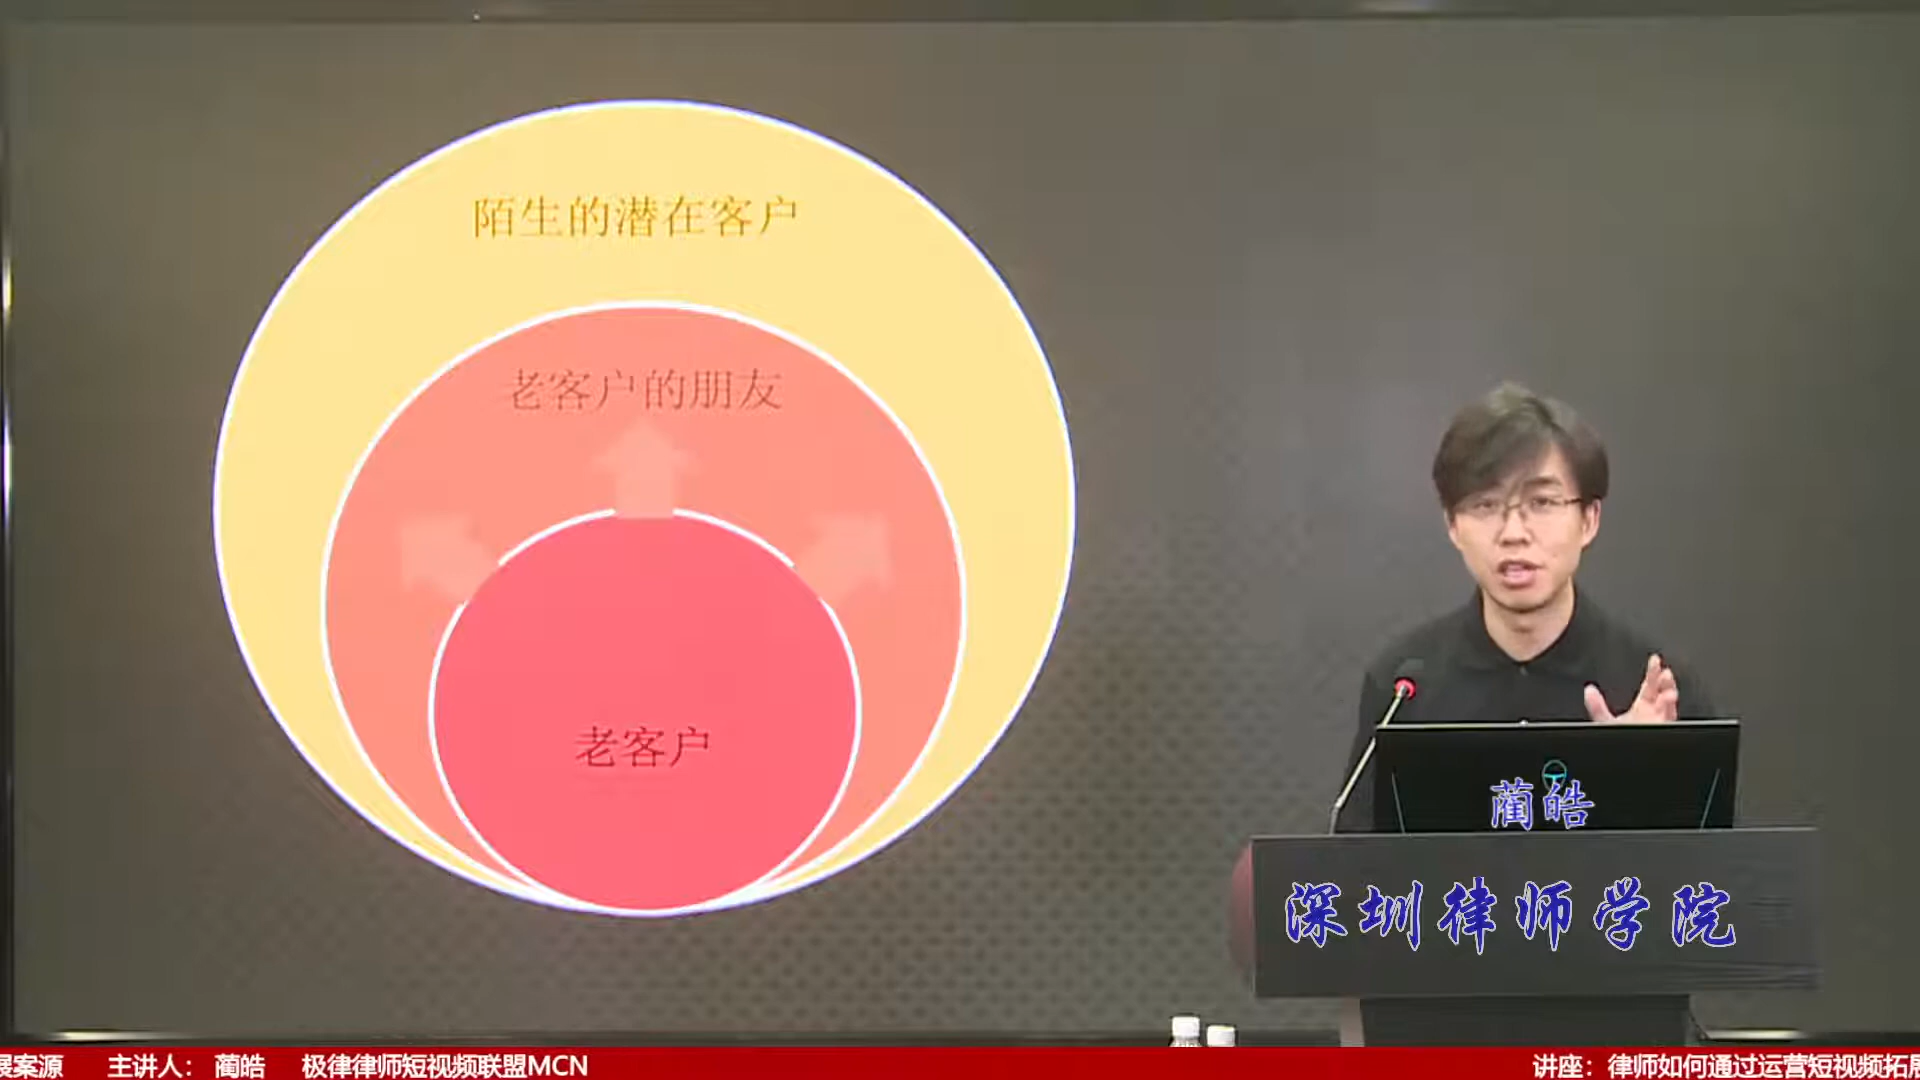 陌生的潜在客户
老客户的朋友
老客户
蔺皓
深圳律师学院
展案源 主讲人： 蔺皓 极律律师短视频联盟MCN 讲座：律师如何通过运营短视频拓展